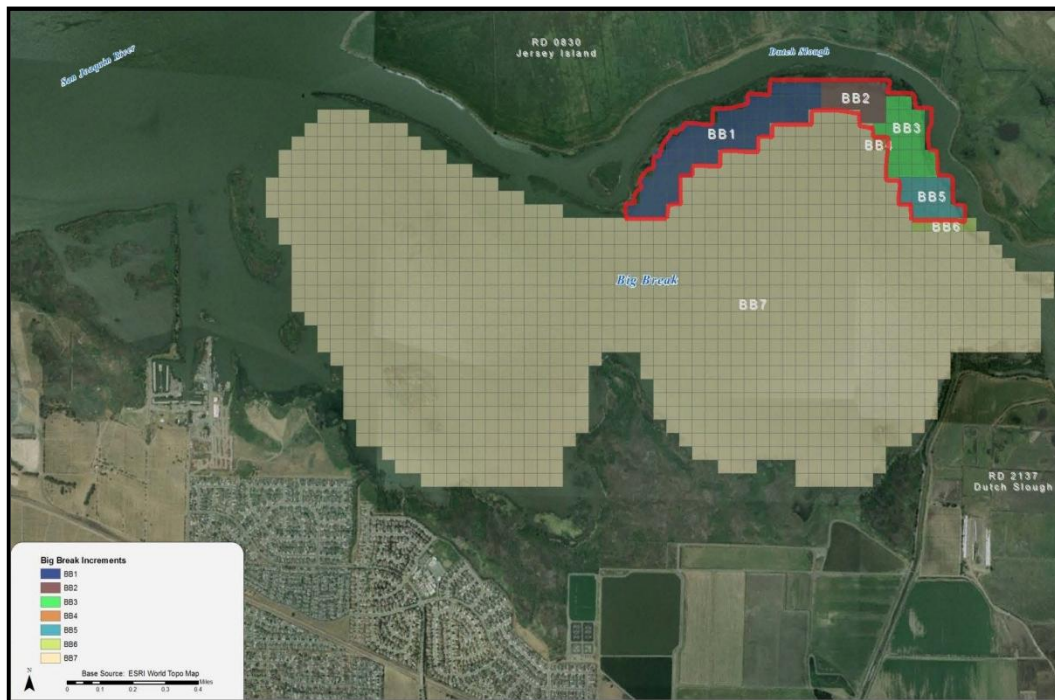 San Joaquin River
RD 0830
Jersey Island
Dutch Slough
BB2
BB1
BB3
BB4
BB5
BB6
Big Break
BB7
RD 2137
Dutch Slough
Big Break Increments
BB1
BB2
BB3
BB4
BB5
BB6
BB7
N
Base Source: ESRI World Topo Map
0 0.1 0.2 0.3 0.4 Miles